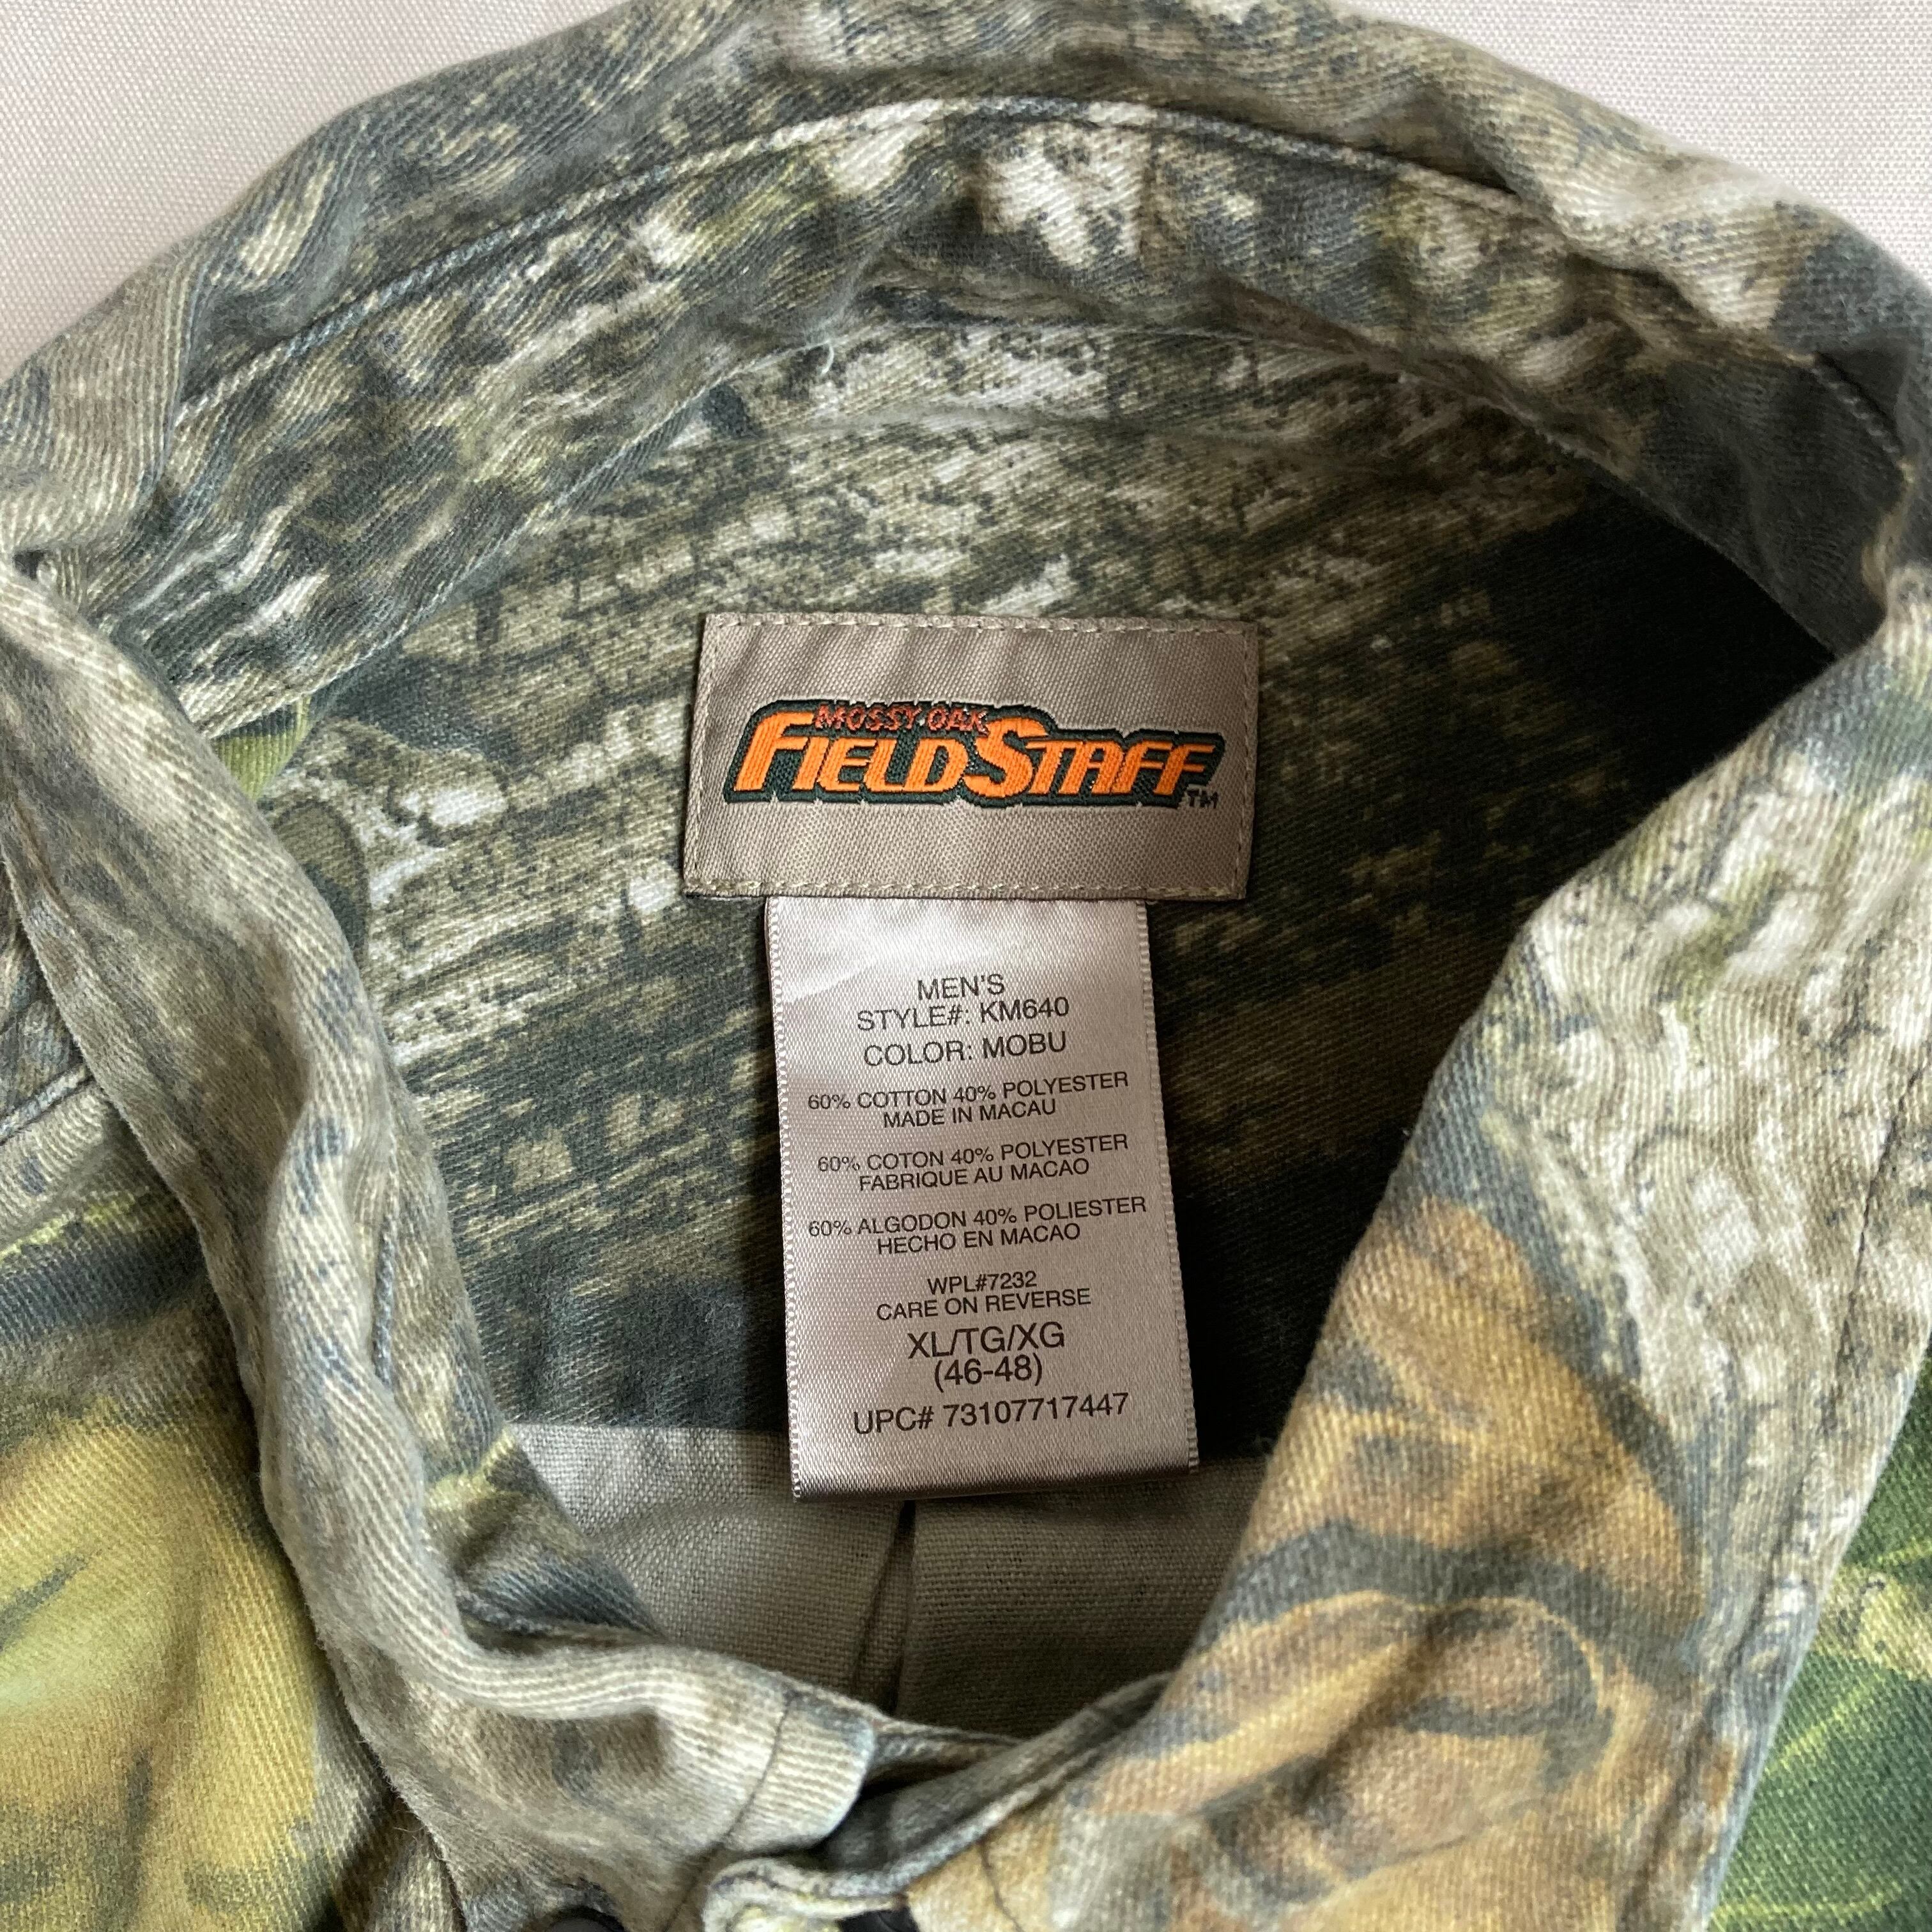 MOSSY OAK
FIELD STAFF™
MEN'S
STYLE#: KM640
COLOR: MOBU
60% COTTON 40% POLYESTER
MADE IN MACAU
60% COTON 40% POLYESTER
FABRIQUE AU MACAO
60% ALGODON 40% POLIESTER
HECHO EN MACAO
WPL#7232
CARE ON REVERSE
XL/TG/XG
(46-48)
UPC# 73107717447